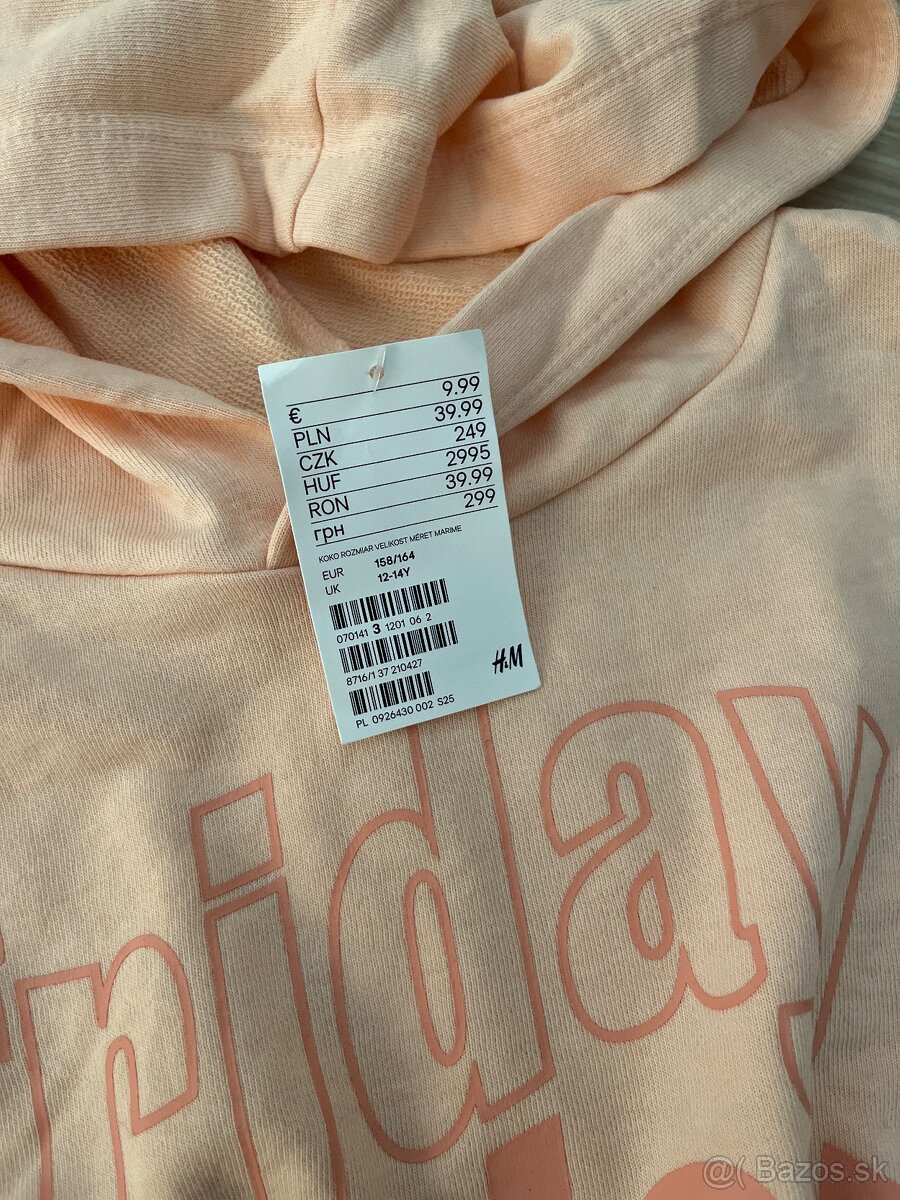 € 9.99
PLN 39.99
CZK 249
HUF 2995
RON 39.99
грн 299
KOKO ROZMIAR VELIKOST MÉRET MARIME
EUR 158/164
UK 12-14Y
070141 3 1201 06 2
8716/1 37 210427
H&M
PL 0926430 002 S25
friday
@( Bazos.sk